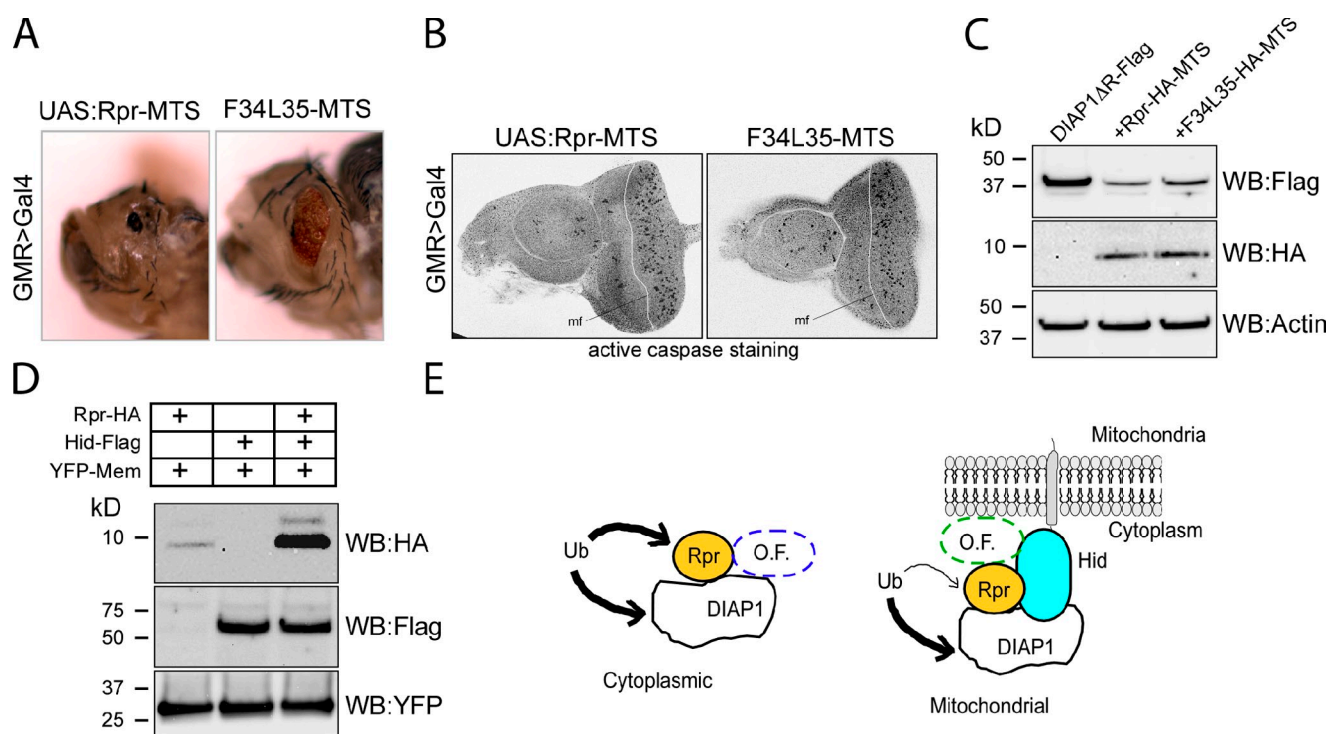 A
UAS:Rpr-MTS
F34L35-MTS
GMR>Gal4
B
UAS:Rpr-MTS
F34L35-MTS
GMR>Gal4
mf
mf
active caspase staining
C
DIAP1ΔR-Flag
+Rpr-HA-MTS
+F34L35-HA-MTS
kD
50
37
WB:Flag
10
WB:HA
50
37
WB:Actin
D
Rpr-HA + +
Hid-Flag + +
YFP-Mem + + +
kD
10
WB:HA
75
50
WB:Flag
37
25
WB:YFP
E
Ub
Rpr
O.F.
DIAP1
Cytoplasmic
Mitochondria
Cytoplasm
O.F.
Hid
Ub
Rpr
DIAP1
Mitochondrial